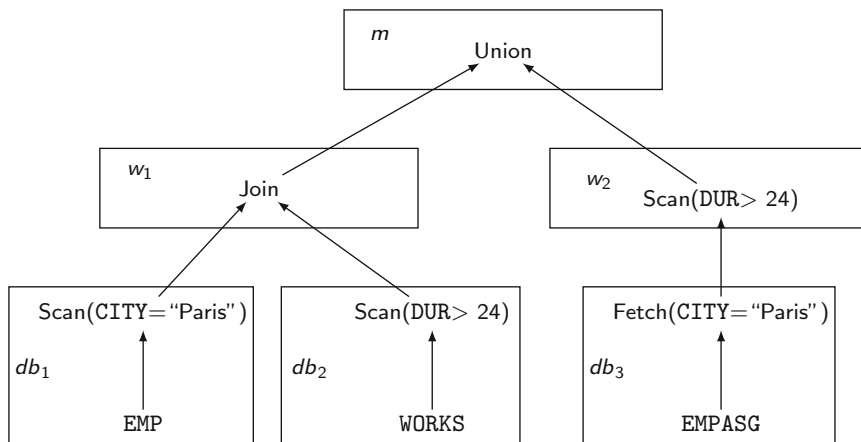 m
Union
w₁
Join
w₂
Scan(DUR> 24)
Scan(CITY=“Paris”)
Scan(DUR> 24)
Fetch(CITY=“Paris”)
db₁
db₂
db₃
EMP
WORKS
EMPASG